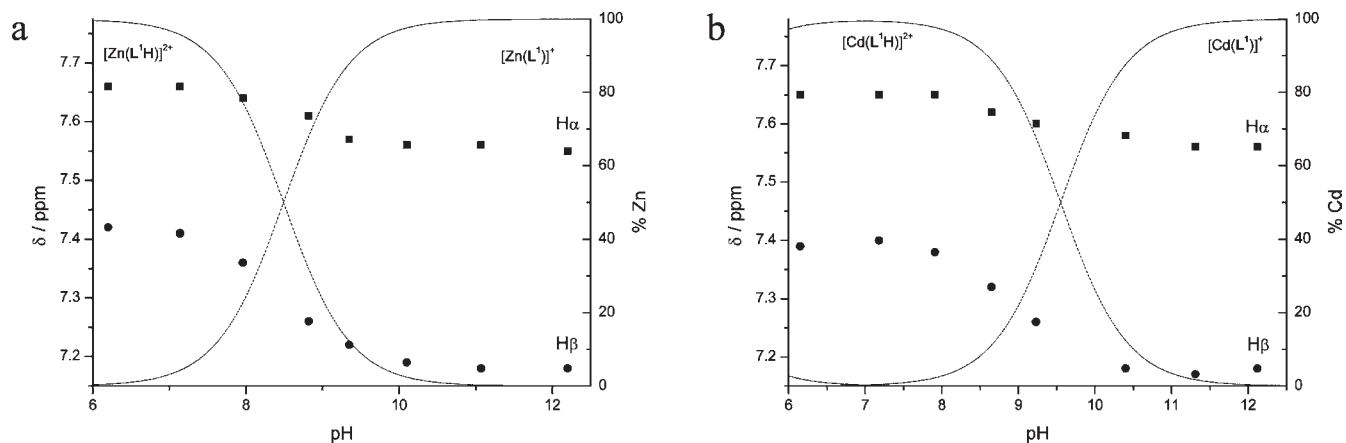 a
[Zn(L¹H)]²⁺
[Zn(L¹)]⁺
Hα
Hβ
7.7
7.6
7.5
7.4
7.3
7.2
δ / ppm
100
80
60
40
20
0
% Zn
6 8 10 12
pH
b
[Cd(L¹H)]²⁺
[Cd(L¹)]⁺
Hα
Hβ
7.7
7.6
7.5
7.4
7.3
7.2
δ / ppm
100
80
60
40
20
0
% Cd
6 7 8 9 10 11 12
pH